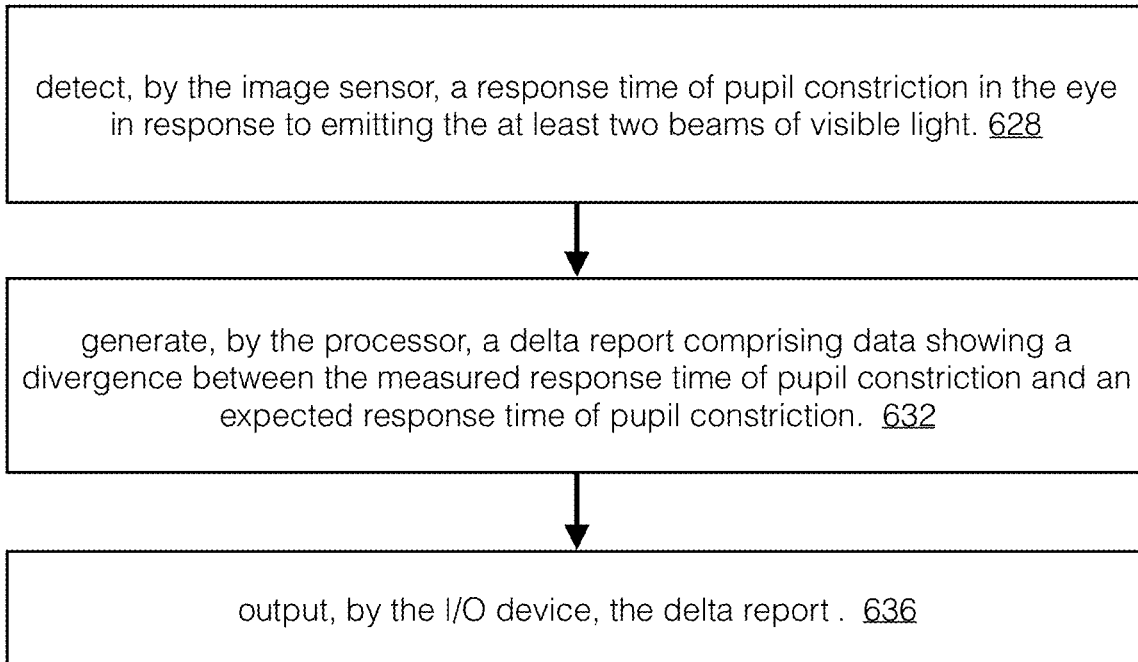 detect, by the image sensor, a response time of pupil constriction in the eye
in response to emitting the at least two beams of visible light. 628
generate, by the processor, a delta report comprising data showing a
divergence between the measured response time of pupil constriction and an
expected response time of pupil constriction. 632
output, by the I/O device, the delta report . 636